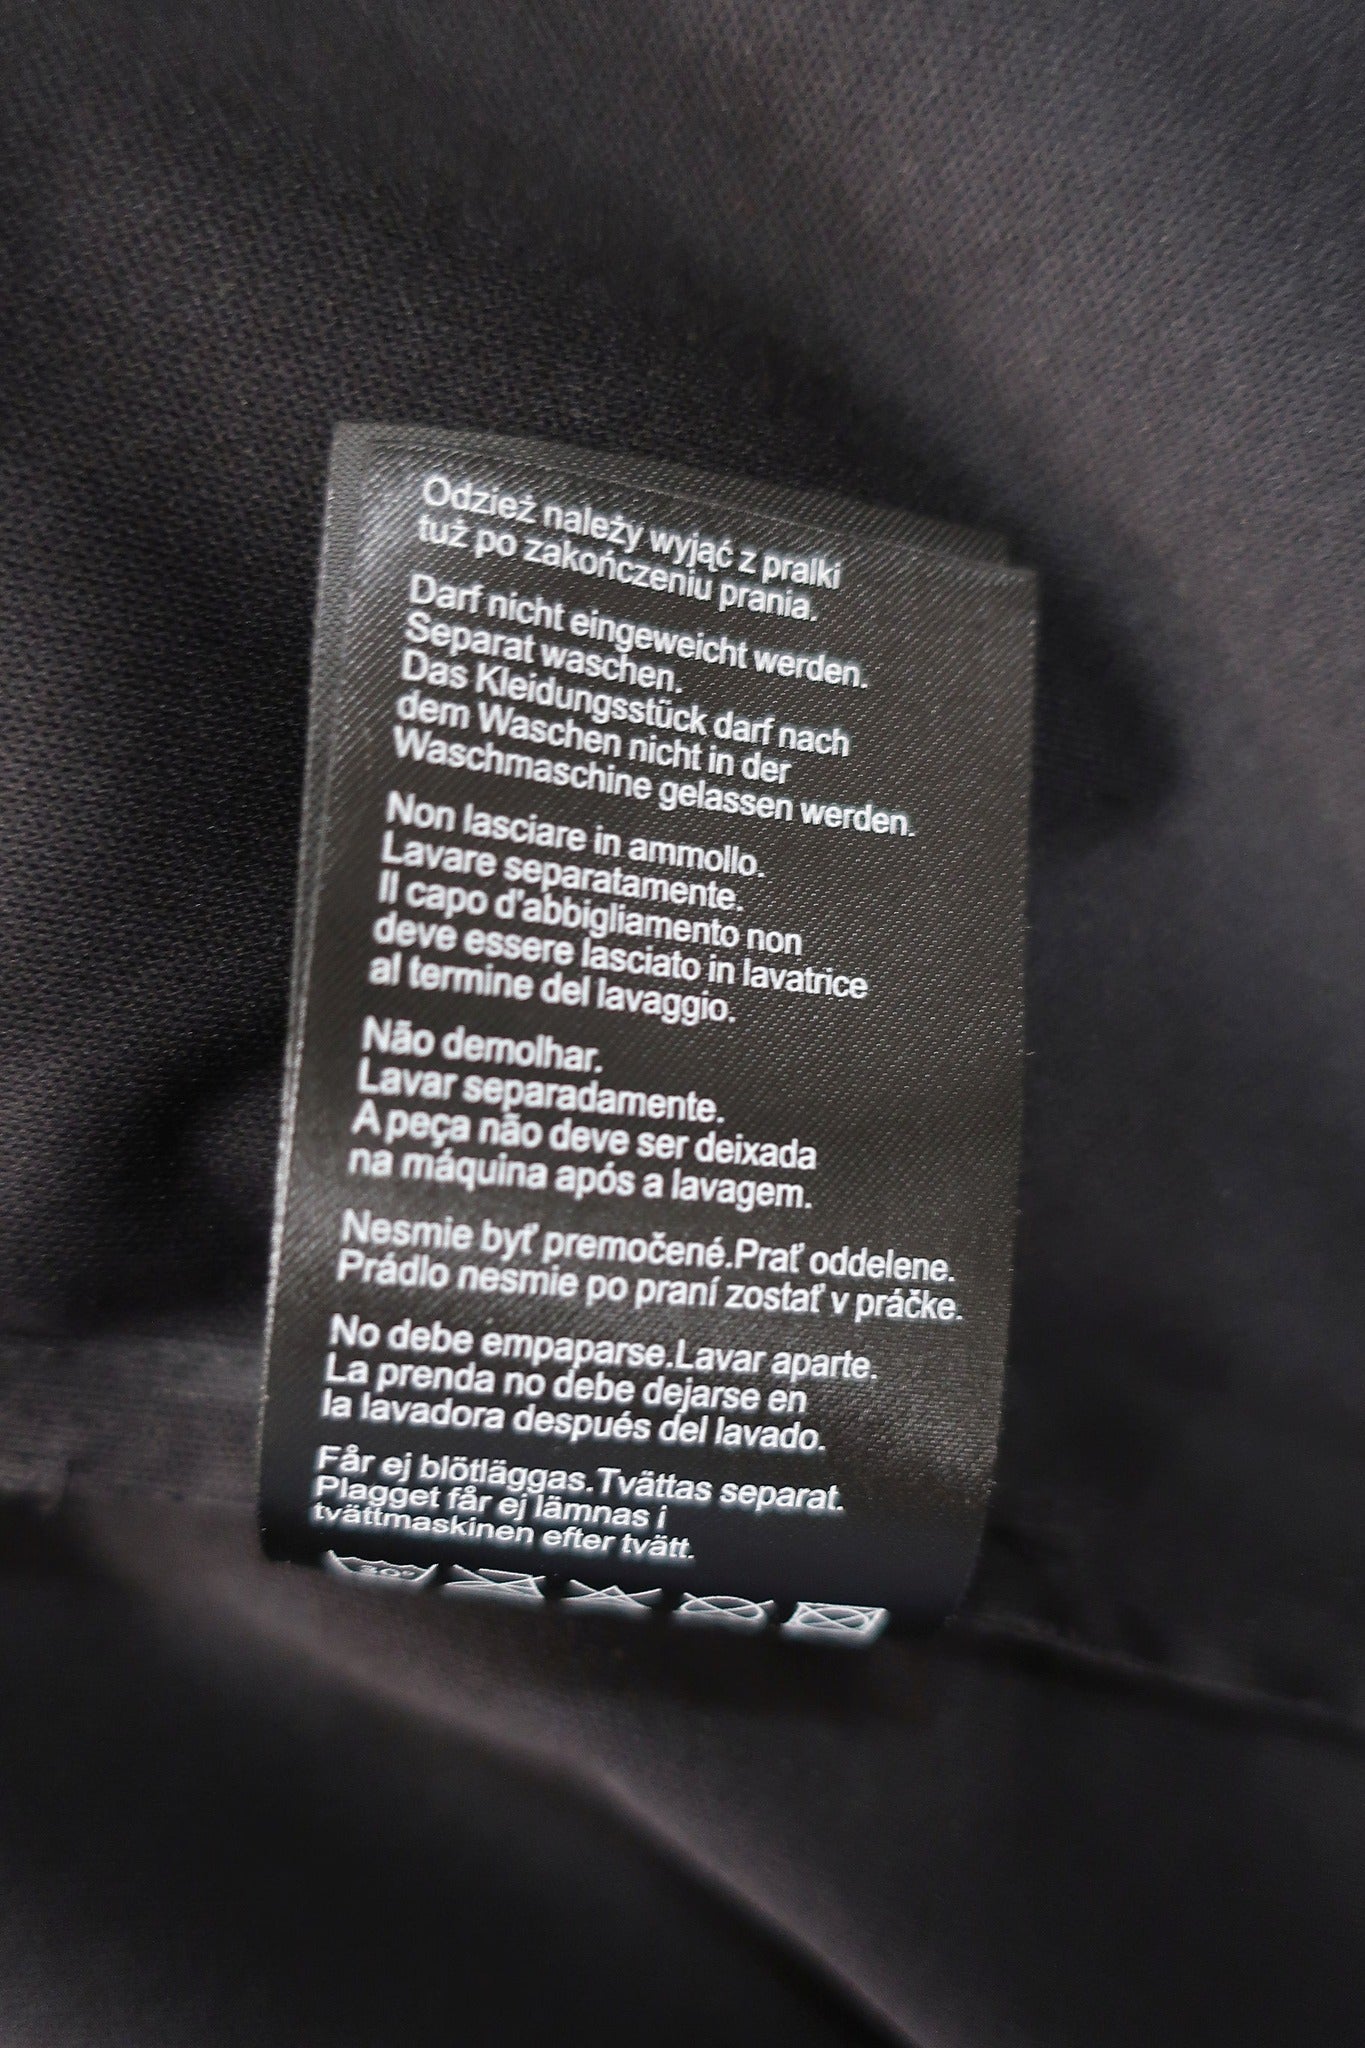 Odzież należy wyjąć z pralki
tuż po zakończeniu prania.
Darf nicht eingeweicht werden.
Separat waschen.
Das Kleidungsstück darf nach
dem Waschen nicht in der
Waschmaschine gelassen werden.
Non lasciare in ammollo.
Lavare separatamente.
Il capo d'abbigliamento non
deve essere lasciato in lavatrice
al termine del lavaggio.
Não demolhar.
Lavar separadamente.
A peça não deve ser deixada
na máquina após a lavagem.
Nesmie byť premočené.Prať oddelene.
Prádlo nesmie po praní zostať v práčke.
No debe empaparse.Lavar aparte.
La prenda no debe dejarse en
la lavadora después del lavado.
Får ej blötläggas.Tvättas separat.
Plagget får ej lämnas i
tvättmaskinen efter tvätt.